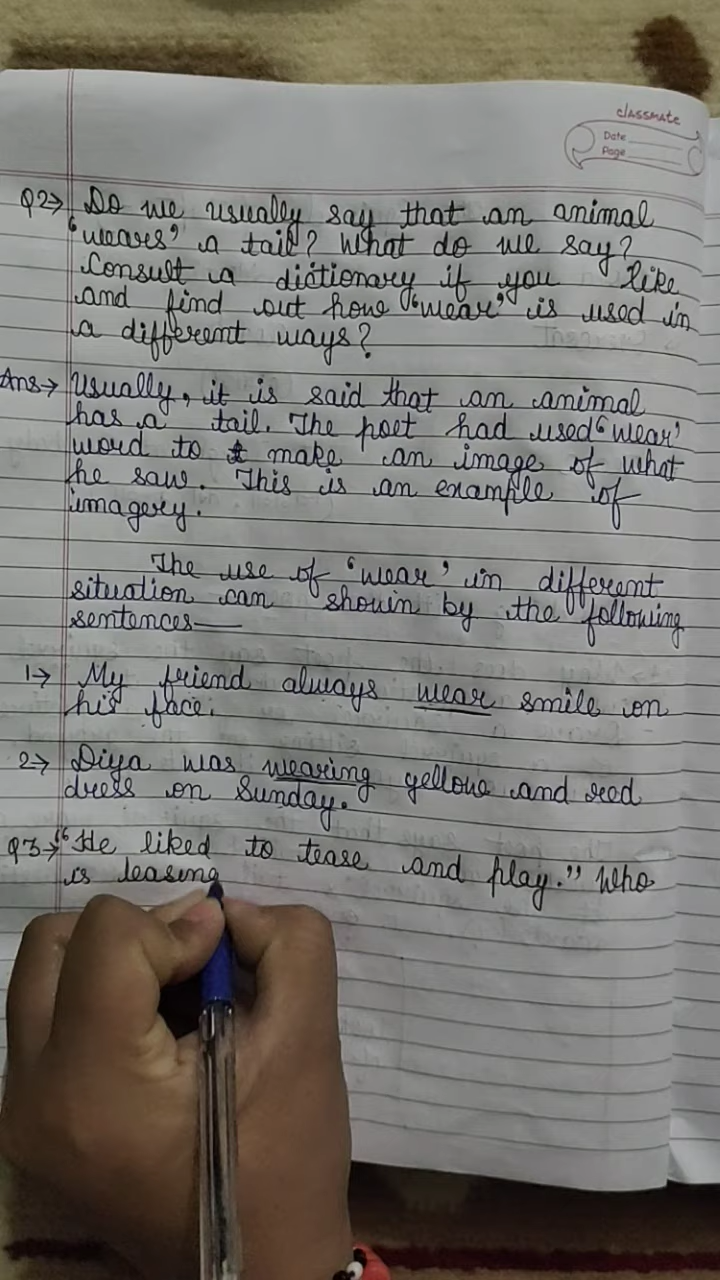 classmate
Date
Page
Q2→ Do we usually say that an animal
'wears' a tail? What do we say?
Consult a dictionary if you like
and find out how 'wear' is used in
a different ways?
Ans→ Usually, it is said that an animal
has a tail. The poet had used 'wear'
word to make an image of what
he saw. This is an example of
imagery.
The use of 'wear' in different
situation can showin by the following
sentences—
1→ My friend always wear smile on
his face.
2→ Diya was wearing yellow and red
dress on Sunday.
Q3→ "He liked to tease and play." Who
is teasing